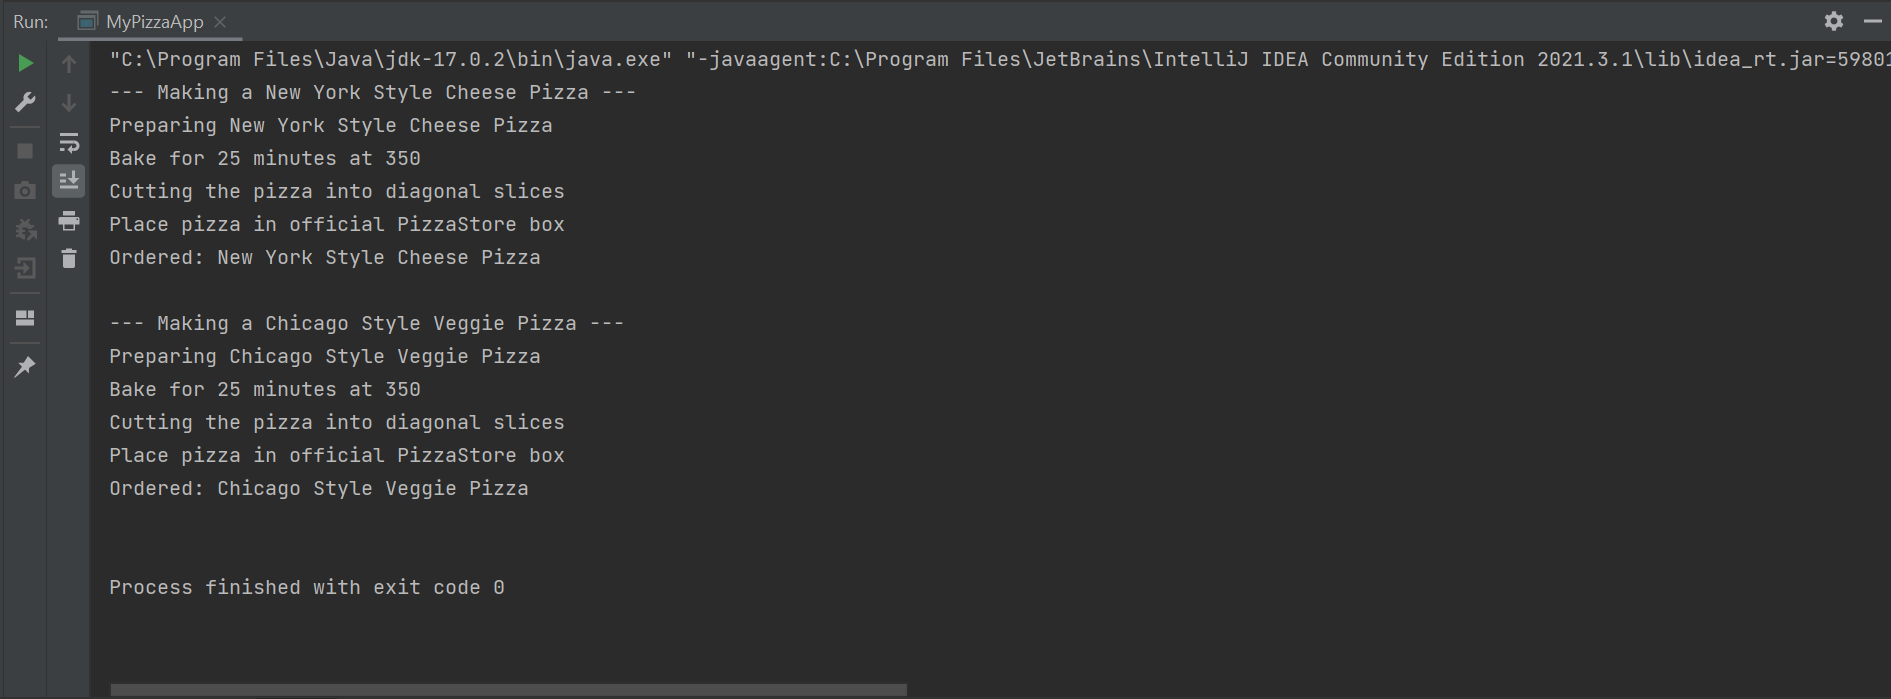 Run: MyPizzaApp
"C:\Program Files\Java\jdk-17.0.2\bin\java.exe" "-javaagent:C:\Program Files\JetBrains\IntelliJ IDEA Community Edition 2021.3.1\lib\idea_rt.jar=59801
--- Making a New York Style Cheese Pizza ---
Preparing New York Style Cheese Pizza
Bake for 25 minutes at 350
Cutting the pizza into diagonal slices
Place pizza in official PizzaStore box
Ordered: New York Style Cheese Pizza
--- Making a Chicago Style Veggie Pizza ---
Preparing Chicago Style Veggie Pizza
Bake for 25 minutes at 350
Cutting the pizza into diagonal slices
Place pizza in official PizzaStore box
Ordered: Chicago Style Veggie Pizza
Process finished with exit code 0